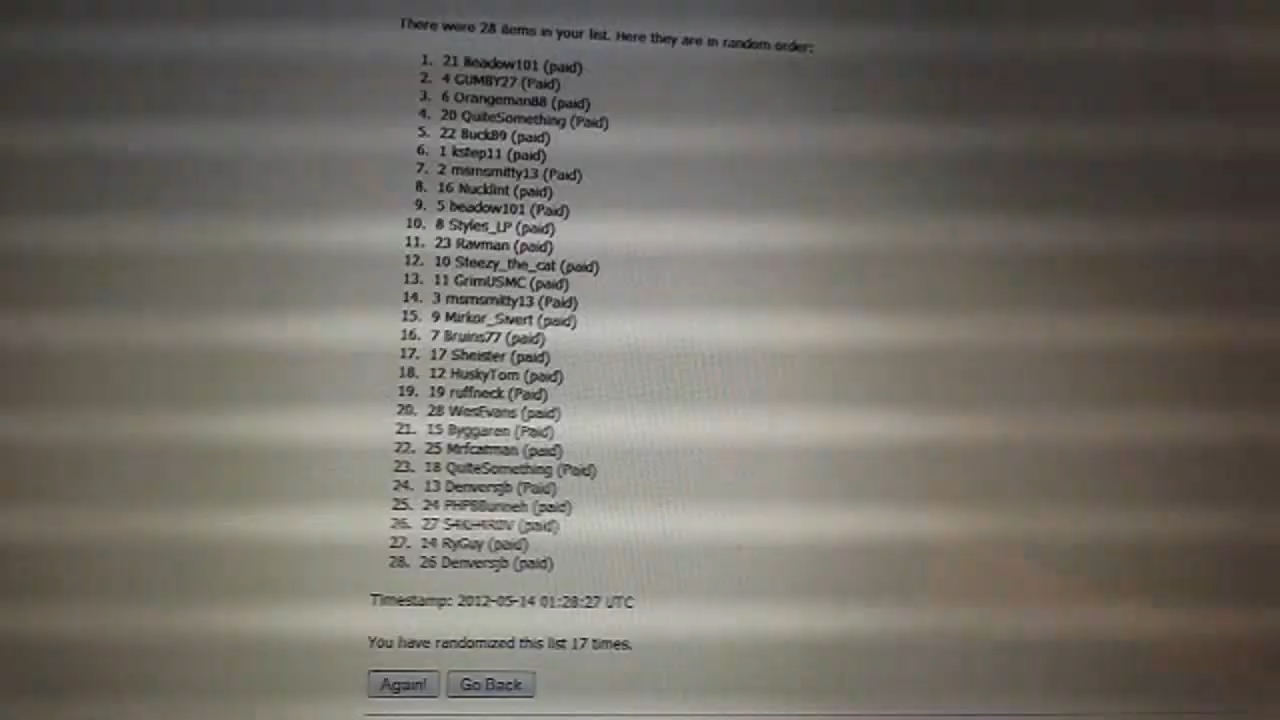 There were 28 items in your list. Here they are in random order:
1. 21 Beadow101 (paid)
2. 4 GUMBY27 (Paid)
3. 6 Orangeman88 (paid)
4. 20 QuiteSomething (Paid)
5. 22 Buck89 (paid)
6. 1 kstep11 (paid)
7. 2 msmsmitty13 (Paid)
8. 16 Nucklint (paid)
9. 5 beadow101 (Paid)
10. 8 Styles_LP (paid)
11. 23 Ravman (paid)
12. 10 Steezy_the_cat (paid)
13. 11 GrimUSMC (paid)
14. 3 msmsmitty13 (Paid)
15. 9 Mirkor_Sivert (paid)
16. 7 Bruins77 (paid)
17. 17 Sheister (paid)
18. 12 HuskyTom (paid)
19. 19 ruffneck (Paid)
20. 28 WesEvans (paid)
21. 15 Byggaren (Paid)
22. 25 Mrfcatman (paid)
23. 18 QuiteSomething (Paid)
24. 13 Denversjb (Paid)
25. 24 (paid)
26. 27 (paid)
27. 14 RyGuy (paid)
28. 26 Denversjb (paid)
Timestamp: 2012-05-14 01:28:27 UTC
You have randomized this list 17 times.
Again! Go Back